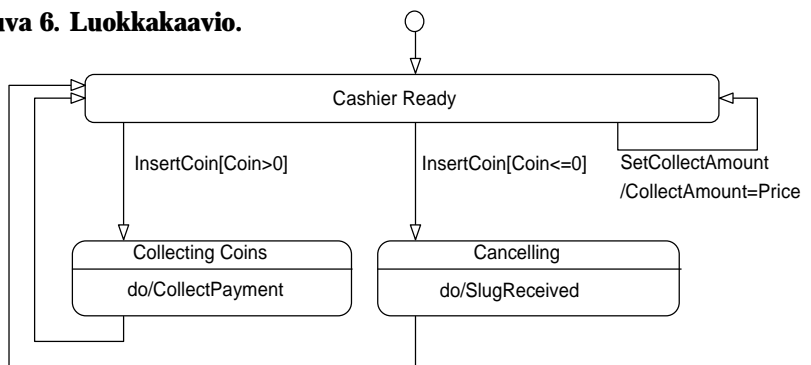 uva 6. Luokkakaavio.
Cashier Ready
InsertCoin[Coin>0]
InsertCoin[Coin<=0]
SetCollectAmount
/CollectAmount=Price
Collecting Coins
do/CollectPayment
Cancelling
do/SlugReceived